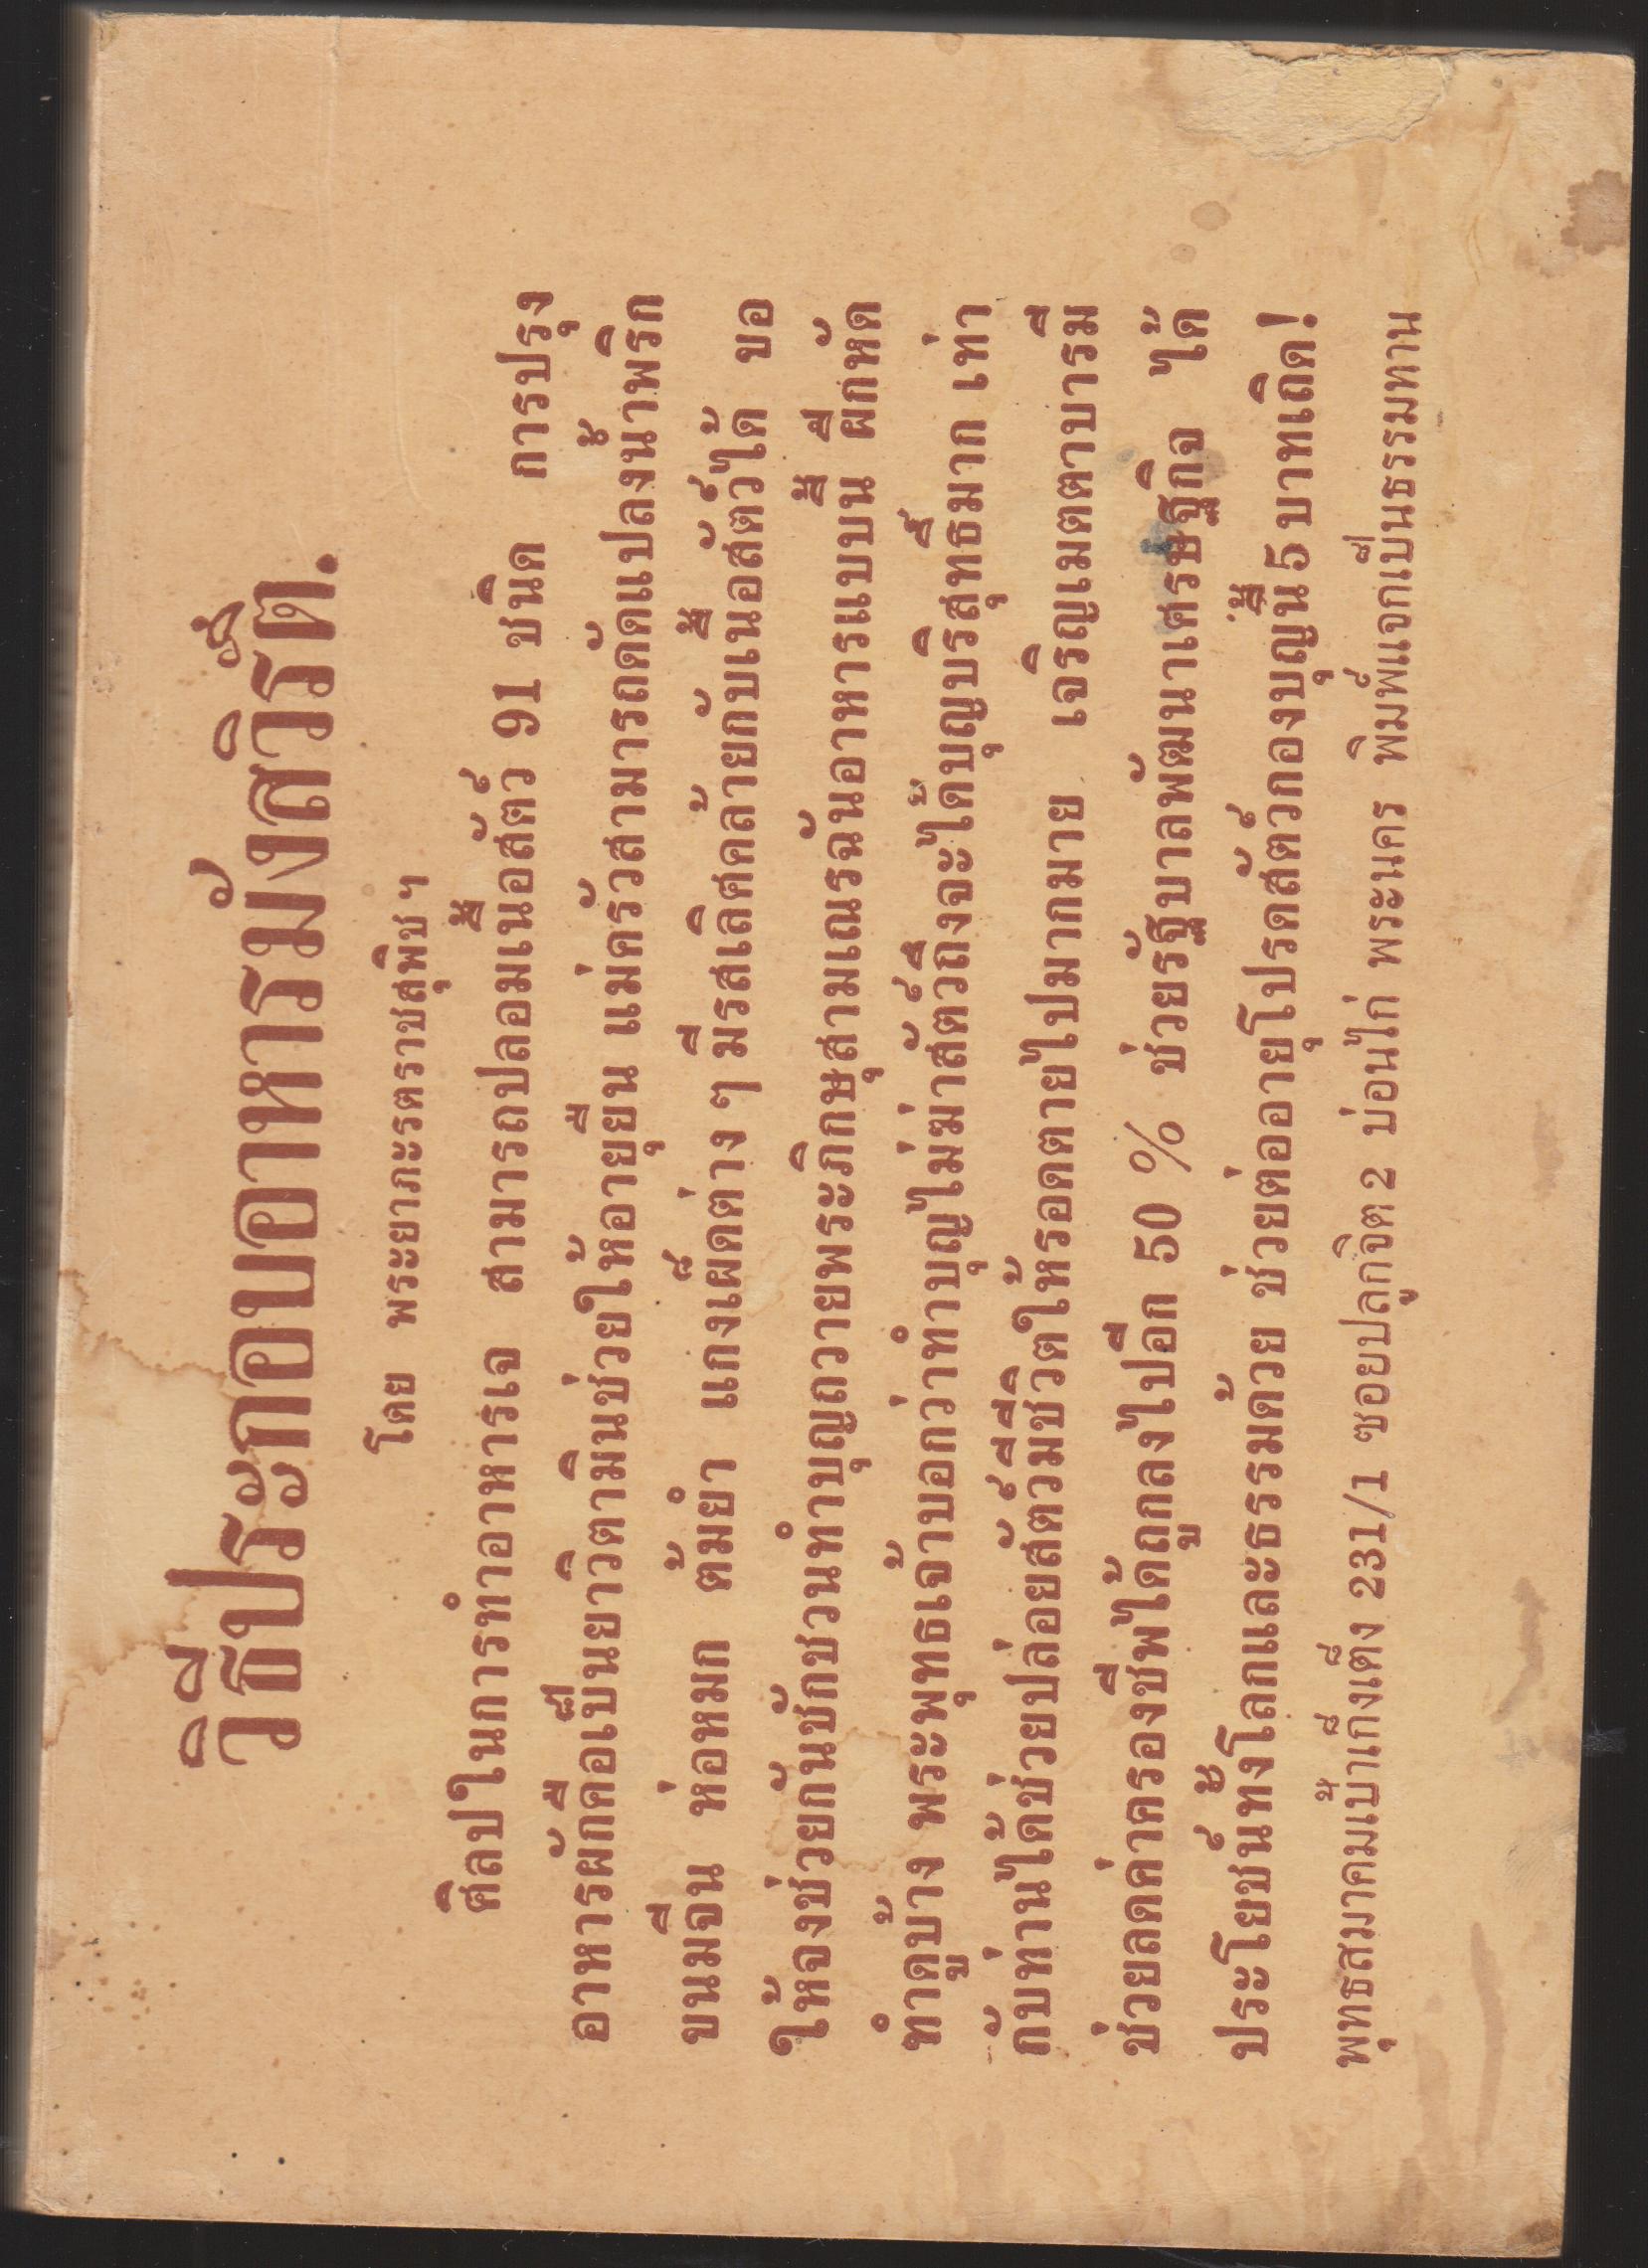 วิธีประกอบอาหารมังสวิรัติ.
โดย พระยาภะรตราชสุพิชฯ
ศิลปในการทำอาหารเจ สามารถปลอมเนื้อสัตว์ 91 ชนิด การปรุง
อาหารผักคือเป็นยาวิตามินช่วยให้อายุยืน แม่ครัวสามารถดัดแปลงน้ำพริก
ขนมจีน ห่อหมก ต้มยำ แกงเผ็ดต่าง ๆ มีรสเลิศคล้ายกับเนื้อสัตว์ได้ ขอ
ให้จงช่วยกันชักชวนทำบุญถวายพระภิกษุสามเณรฉันอาหารแบบนี้ ฝึกหัด
ทำดูบ้าง พระพุทธเจ้าบอกว่าทำบุญไม่ฆ่าสัตว์ถึงจะได้บุญบริสุทธิ์มาก เท่า
กับท่านได้ช่วยปล่อยสัตว์มีชีวิตให้รอดตายไปมากมาย เจริญเมตตาบารมี
ช่วยลดค่าครองชีพได้ถูกลงไปอีก 50 % ช่วยรัฐบาลพัฒนาเศรษฐกิจ ได้
ประโยชน์ทั้งโลกและธรรมด้วย ช่วยต่ออายุโปรดสัตว์กองบุญนี้ 5 บาทเถิด!
พุทธสมาคมเป้าเก็งเต็ง 231/1 ซอยปลูกจิต 2 บ่อนไก่ พระนคร พิมพ์แจกเป็นธรรมทาน